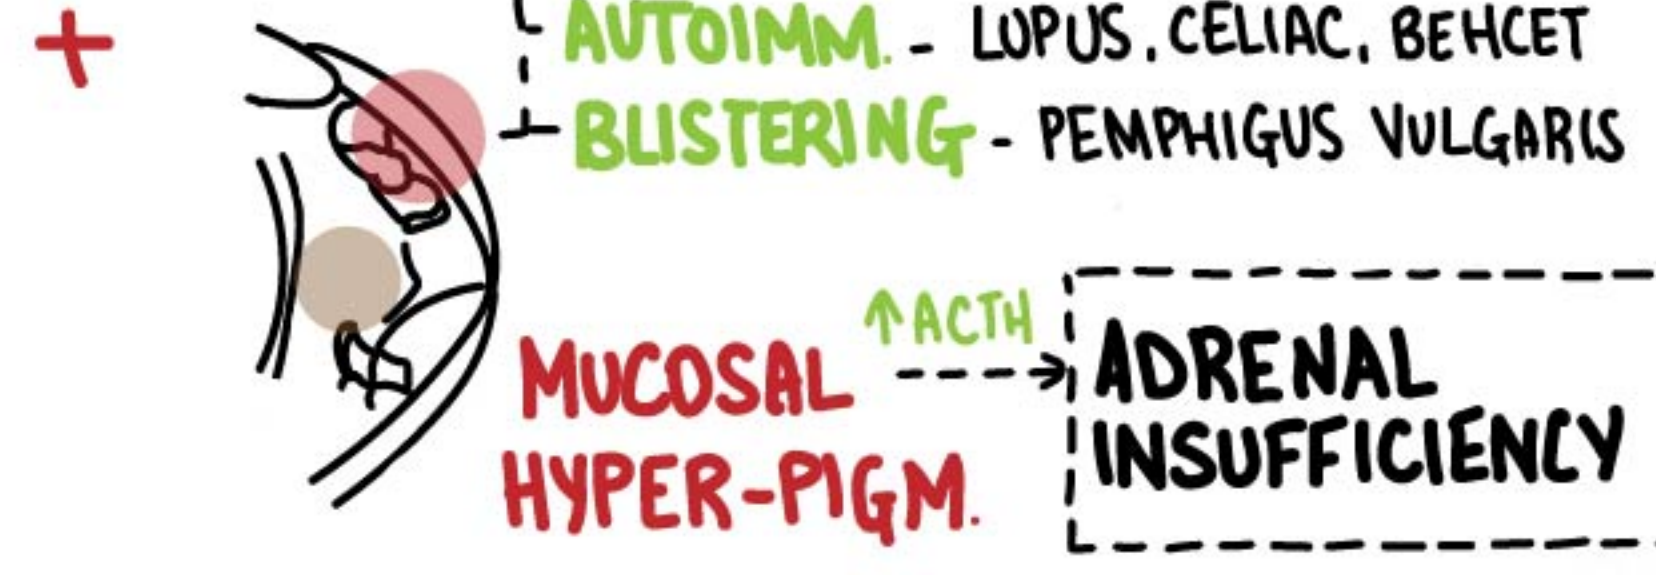 +
AUTOIMM. - LUPUS, CELIAC, BEHCET
BLISTERING - PEMPHIGUS VULGARIS
↑ACTH
MUCOSAL
HYPER-PIGM.
ADRENAL
INSUFFICIENCY